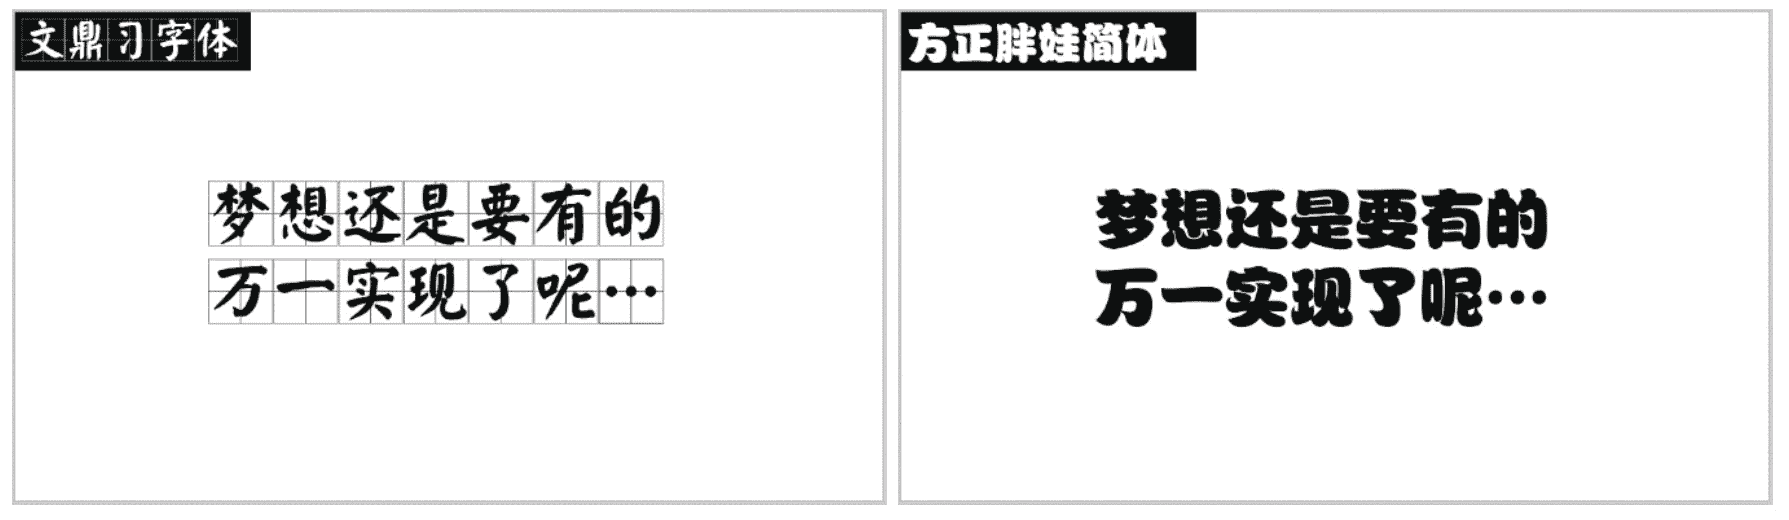 文鼎习字体
梦想还是要有的
万一实现了呢…
方正胖娃简体
梦想还是要有的
万一实现了呢…